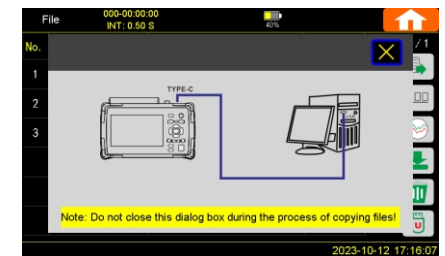 File
000-00:00:00
INT: 0.50 S
40%
No.
/ 1
1
2
3
TYPE-C
Note: Do not close this dialog box during the process of copying files!
2023-10-12 17:16:07